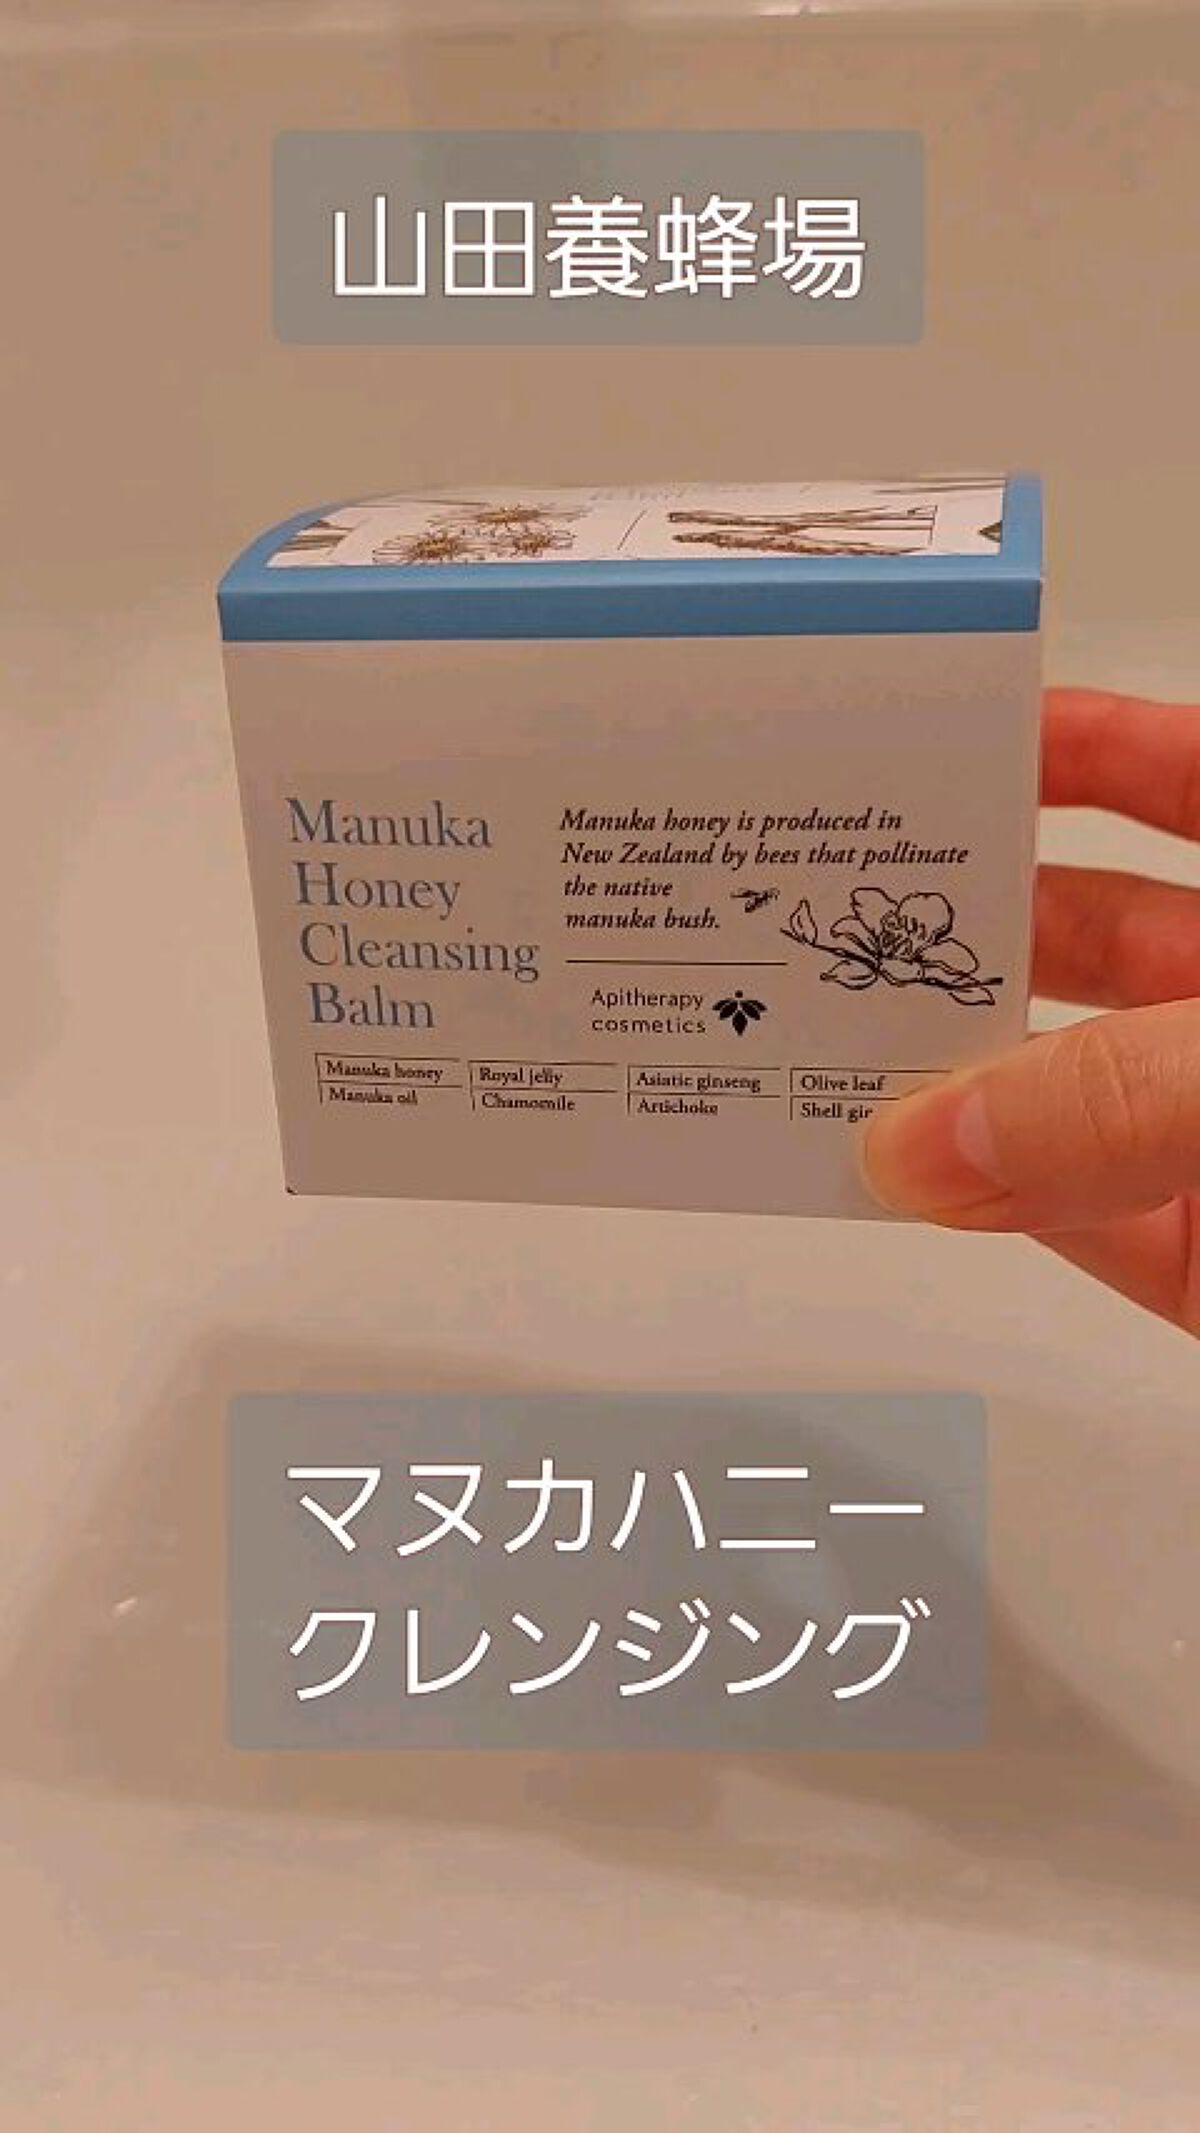 山田養蜂場
Manuka
Honey
Cleansing
Balm
Manuka honey is produced in
New Zealand by bees that pollinate
the native
manuka bush.
Apitherapy
cosmetics
Manuka honey
Royal jelly
Asiatic ginseng
Olive leaf
Manuka oil
Chamomile
Artichoke
Shell
マヌカハニー
クレンジング